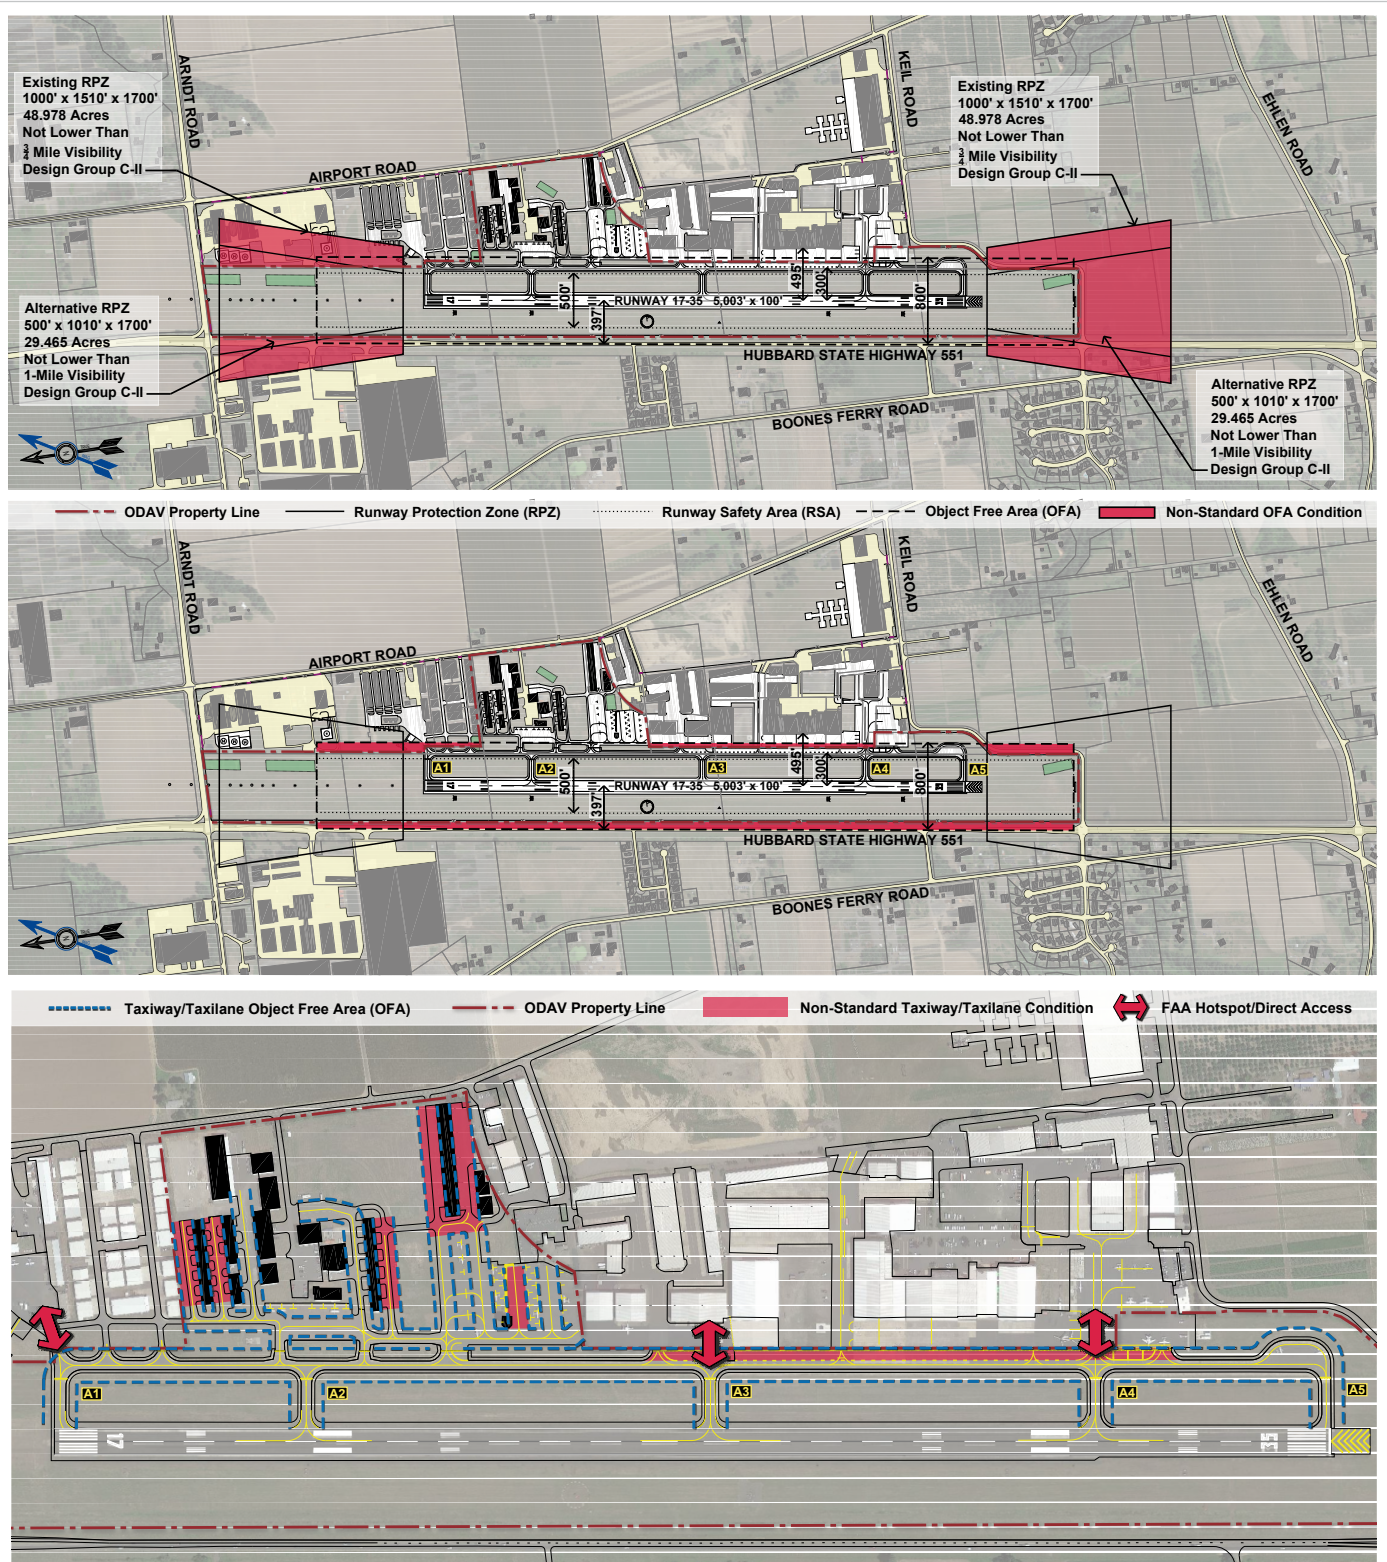 ARNDT ROAD
KEIL ROAD
EHLEN ROAD
AIRPORT ROAD
Existing RPZ
1000' x 1510' x 1700'
48.978 Acres
Not Lower Than
¾ Mile Visibility
Design Group C-II
Existing RPZ
1000' x 1510' x 1700'
48.978 Acres
Not Lower Than
¾ Mile Visibility
Design Group C-II
495'
300'
500'
397'
800'
17
RUNWAY 17-35 5,003' x 100'
35
HUBBARD STATE HIGHWAY 551
BOONES FERRY ROAD
Alternative RPZ
500' x 1010' x 1700'
29.465 Acres
Not Lower Than
1-Mile Visibility
Design Group C-II
Alternative RPZ
500' x 1010' x 1700'
29.465 Acres
Not Lower Than
1-Mile Visibility
Design Group C-II
N
ODAV Property Line
Runway Protection Zone (RPZ)
Runway Safety Area (RSA)
Object Free Area (OFA)
Non-Standard OFA Condition
ARNDT ROAD
KEIL ROAD
EHLEN ROAD
AIRPORT ROAD
A1
A2
A3
A4
A5
495'
300'
500'
397'
800'
17
RUNWAY 17-35 5,003' x 100'
35
HUBBARD STATE HIGHWAY 551
BOONES FERRY ROAD
N
Taxiway/Taxilane Object Free Area (OFA)
ODAV Property Line
Non-Standard Taxiway/Taxilane Condition
FAA Hotspot/Direct Access
A1
A2
A3
A4
A5
17
35